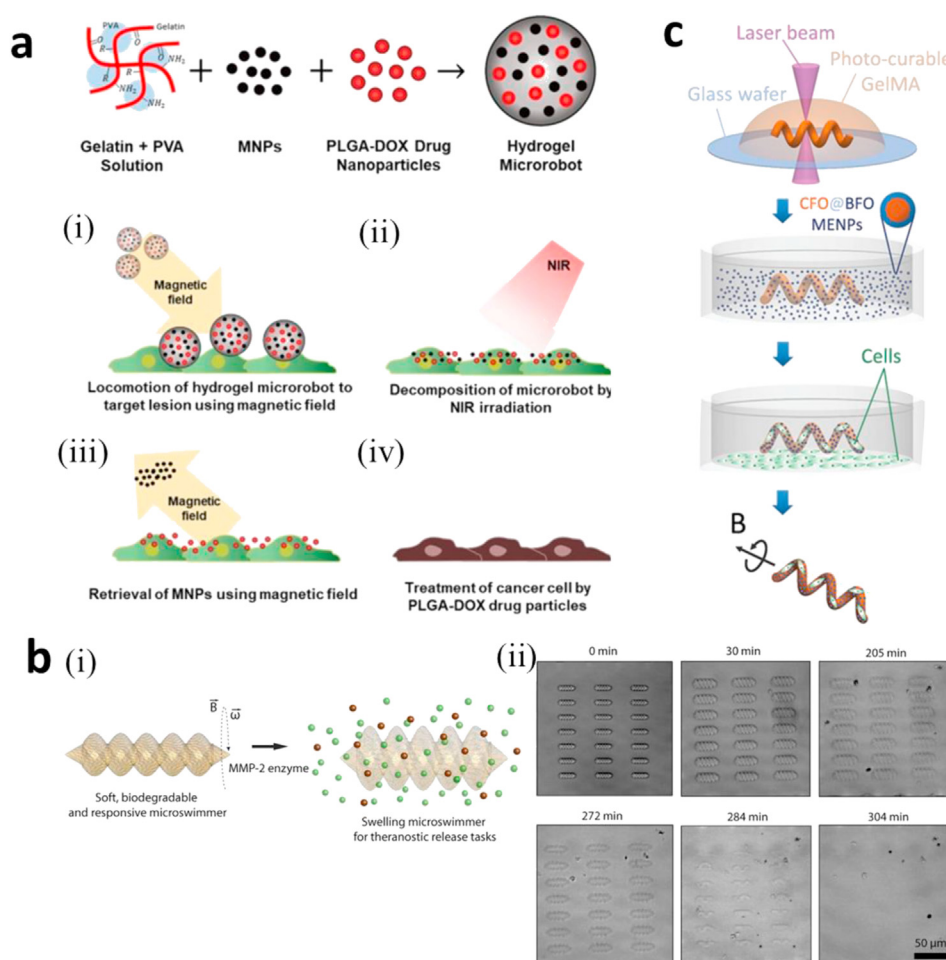 a
PVA
Gelatin
O
O
R
NH₂
R
O
NH₂
NH₂
+
+
→
Gelatin + PVA
Solution
MNPs
PLGA-DOX Drug
Nanoparticles
Hydrogel
Microrobot
(i)
Magnetic
field
Locomotion of hydrogel microrobot to
target lesion using magnetic field
(ii)
NIR
Decomposition of microrobot by
NIR irradiation
(iii)
Magnetic
field
Retrieval of MNPs using magnetic field
(iv)
Treatment of cancer cell by
PLGA-DOX drug particles
c
Laser beam
Photo-curable
GelMA
Glass wafer
CFO@BFO
MENPs
Cells
B
b
(i)
B
ω
MMP-2 enzyme
Soft, biodegradable
and responsive microswimmer
Swelling microswimmer
for theranostic release tasks
(ii)
0 min
30 min
205 min
272 min
284 min
304 min
50 µm